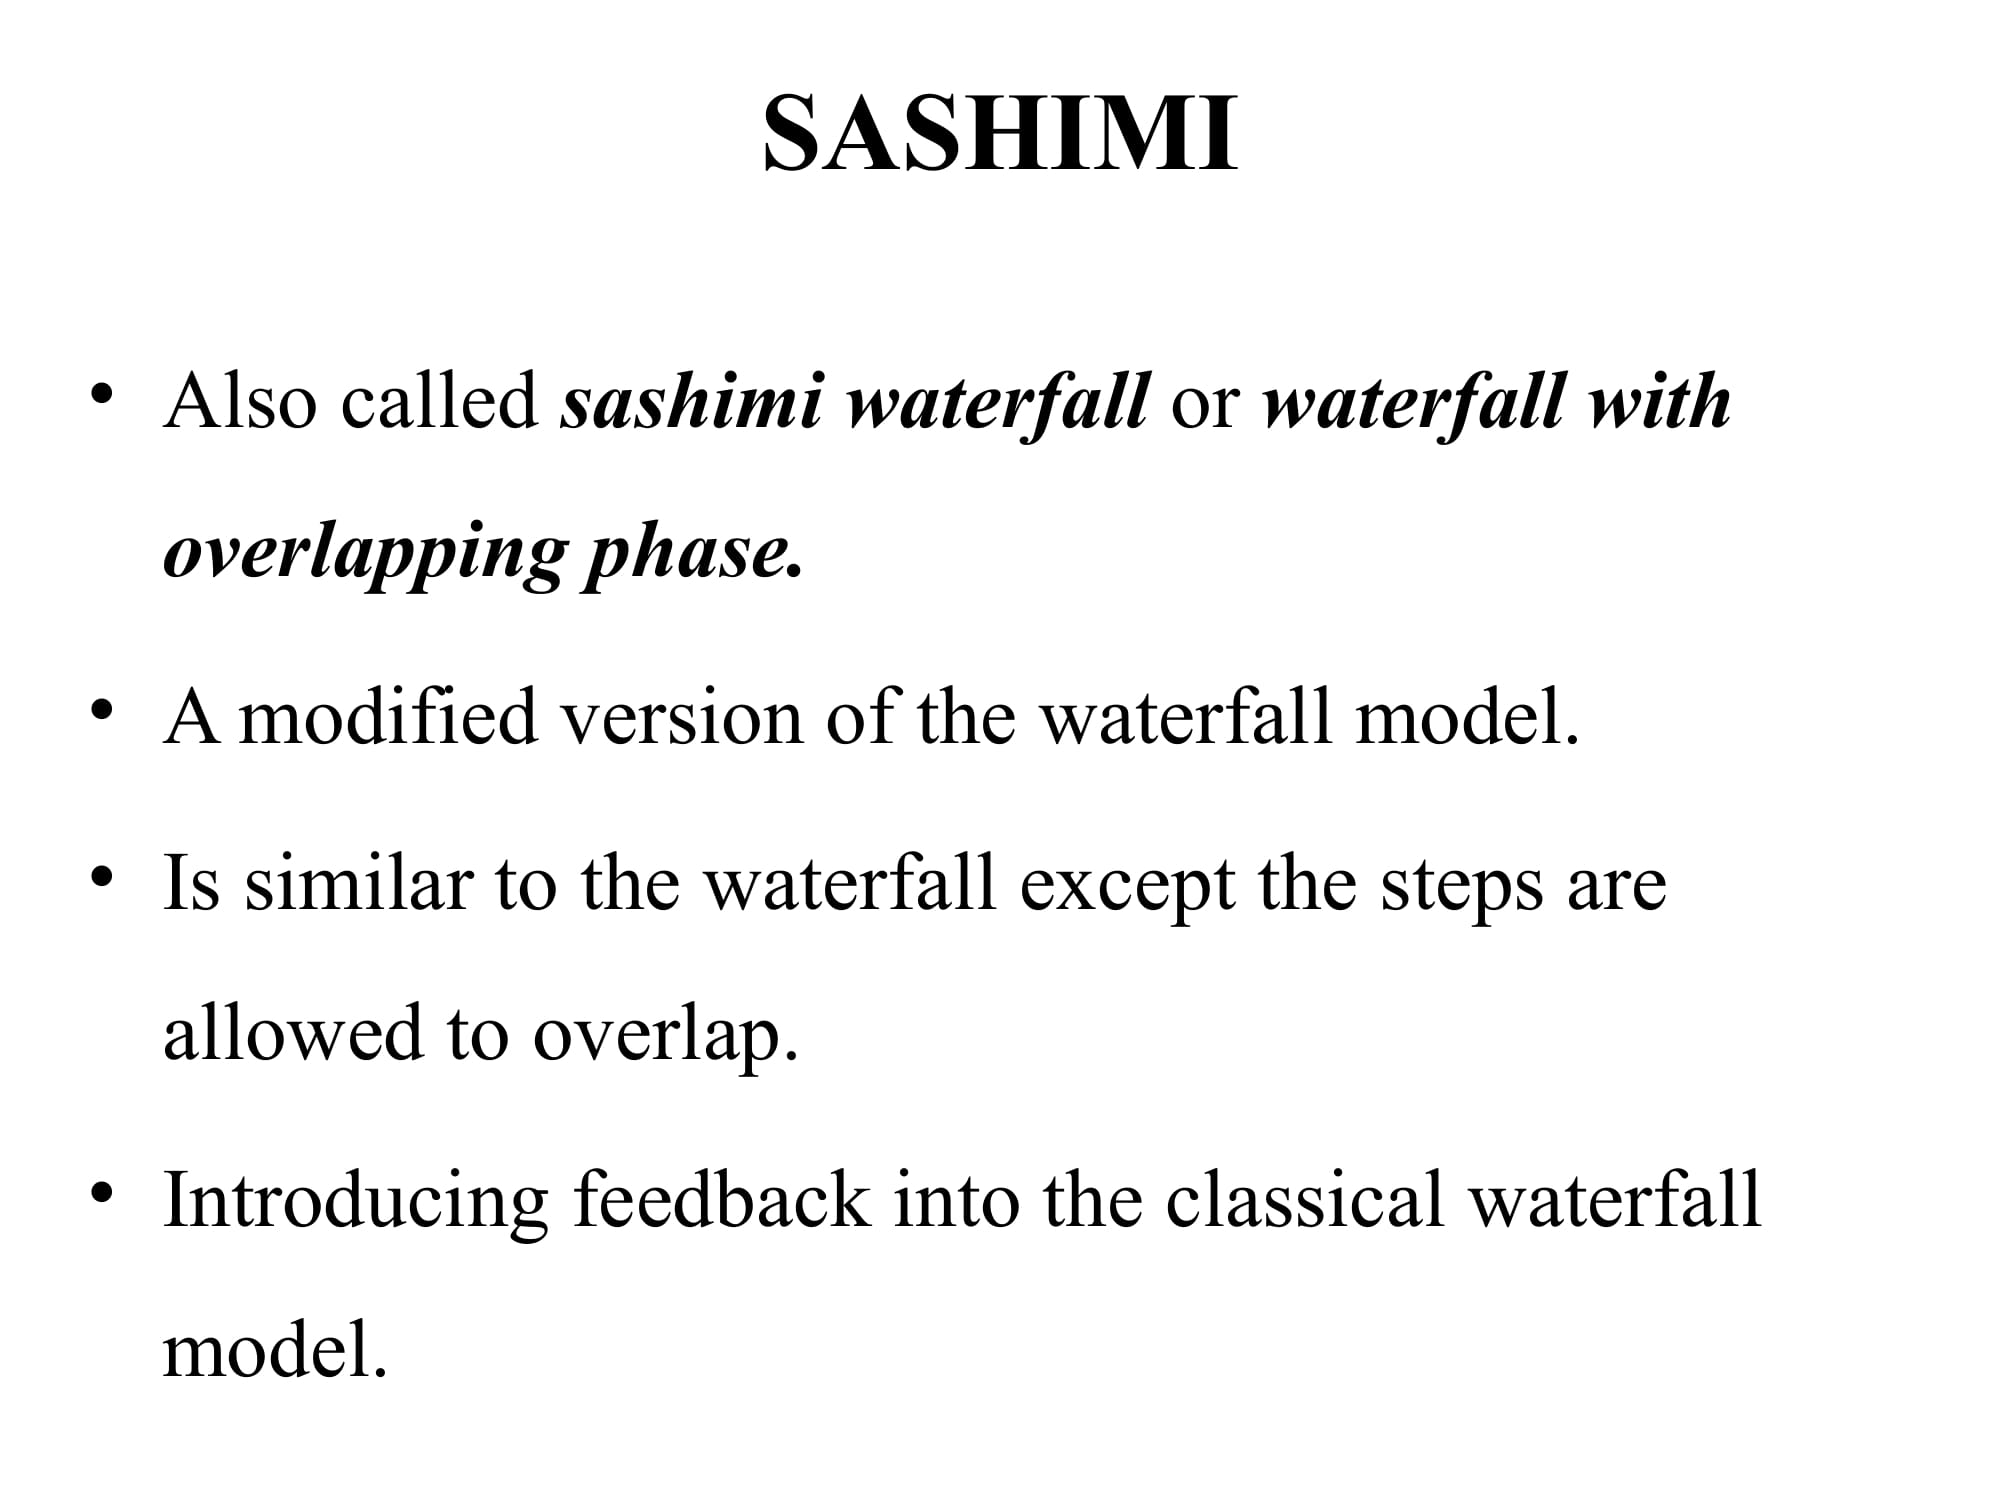 SASHIMI
• Also called sashimi waterfall or waterfall with
overlapping phase.
• A modified version of the waterfall model.
• Is similar to the waterfall except the steps are
allowed to overlap.
• Introducing feedback into the classical waterfall
model.